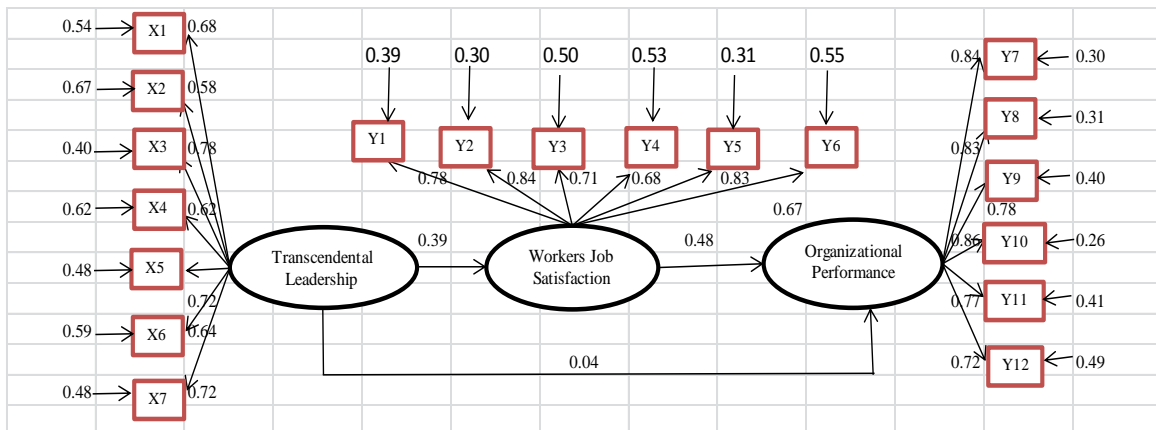 0.54 X1 0.68
0.39 0.30 0.50 0.53 0.31 0.55
0.84 Y7 0.30
0.67 X2 0.58
0.83 Y8 0.31
0.40 X3 0.78
Y1 Y2 Y3 Y4 Y5 Y6
0.78 0.84 0.71 0.68 0.83
Y9 0.40
0.62 X4 0.62
0.67
0.78
0.39
0.48
0.86 Y10 0.26
Transcendental
Leadership
Workers Job
Satisfaction
Organizational
Performance
0.48 X5
0.72
0.77 Y11 0.41
0.59 X6 0.64
0.04
0.72 Y12 0.49
0.48 X7 0.72